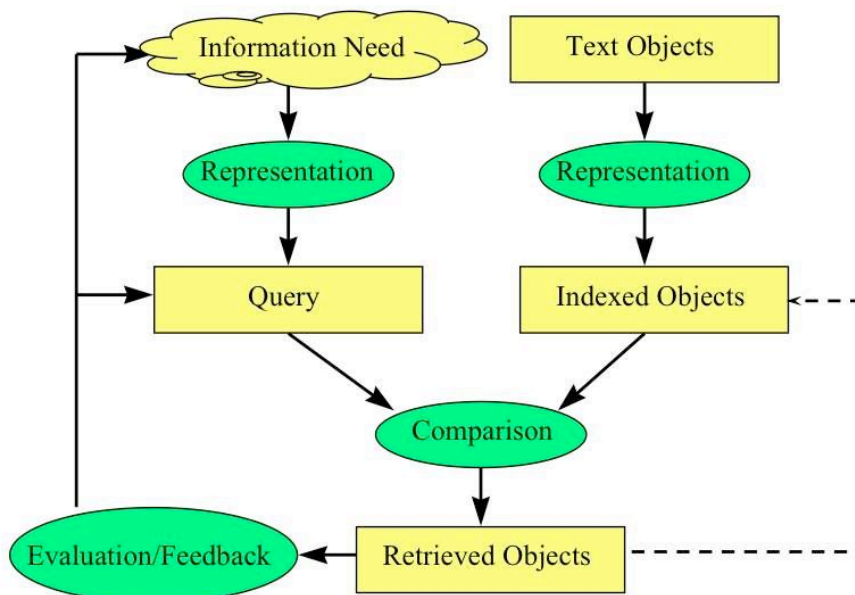 Information Need
Text Objects
Representation
Representation
Query
Indexed Objects
Comparison
Evaluation/Feedback
Retrieved Objects